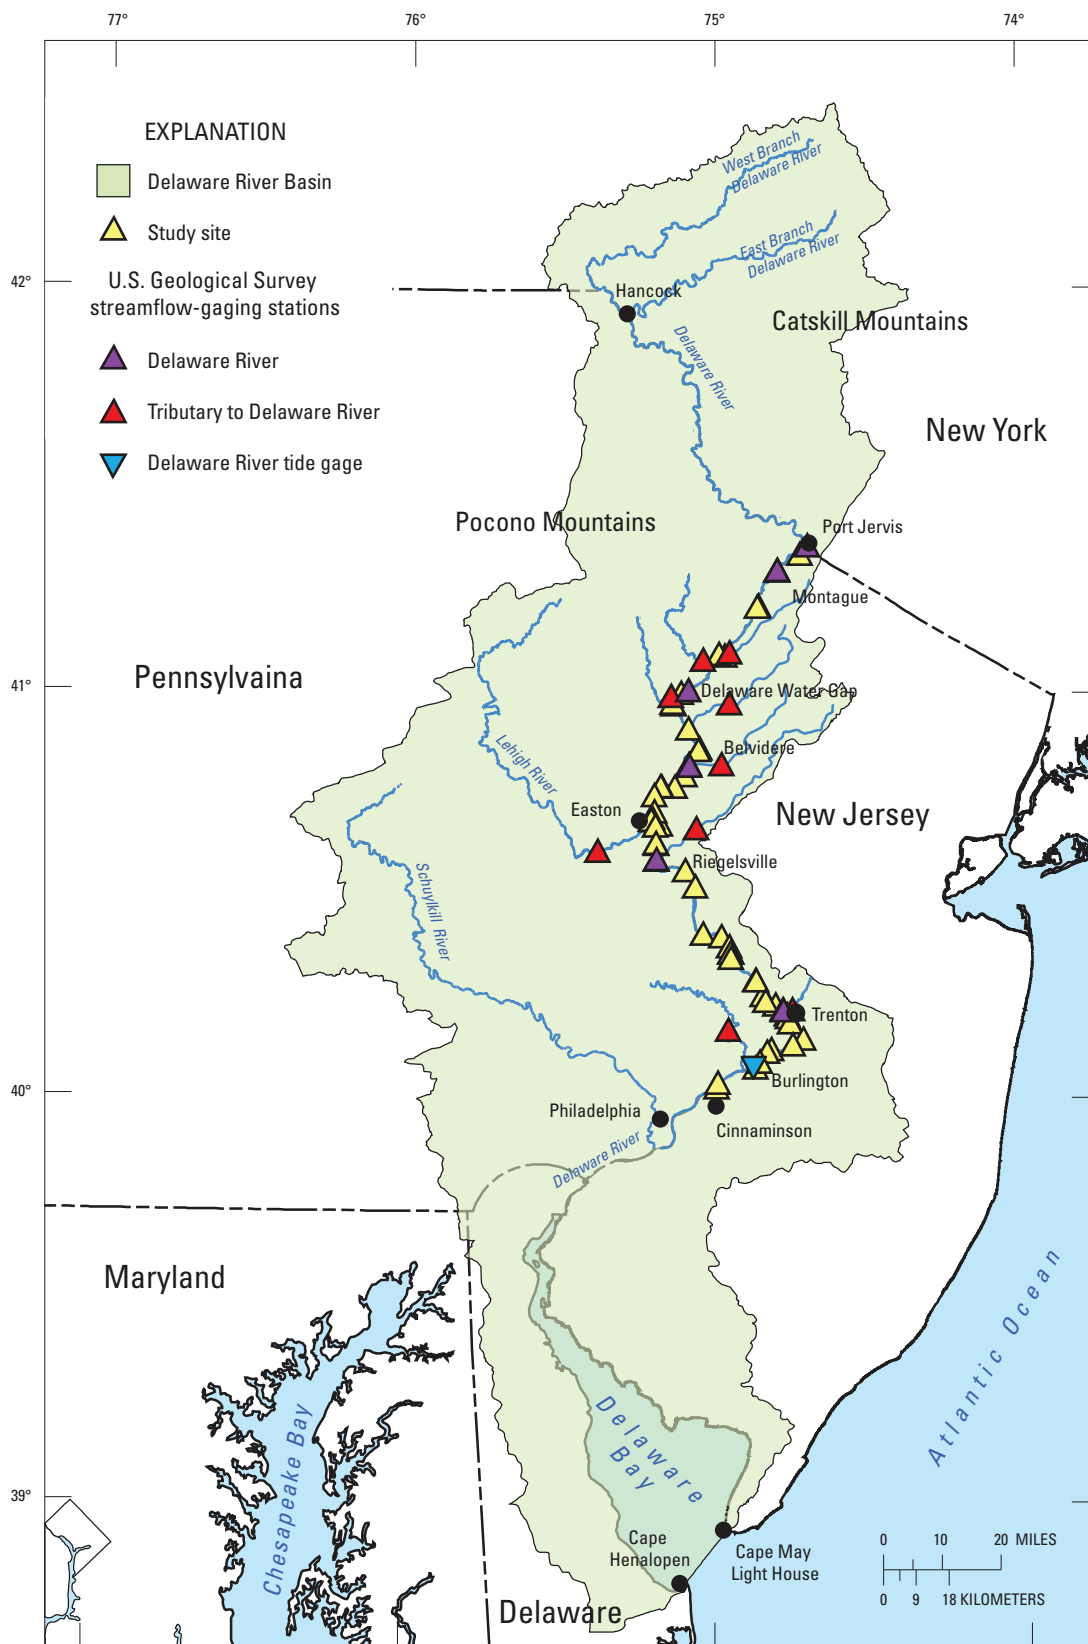 77°
76°
75°
74°
EXPLANATION
Delaware River Basin
Study site
U.S. Geological Survey
streamflow-gaging stations
Delaware River
Tributary to Delaware River
Delaware River tide gage
West Branch
Delaware River
East Branch
Delaware River
42°
Hancock
Catskill Mountains
Delaware River
New York
Pocono Mountains
Port Jervis
Montague
Pennsylvaina
41°
Delaware Water Gap
Lehigh River
Belvidere
Easton
New Jersey
Riegelsville
Schuylkill River
Trenton
40°
Burlington
Philadelphia
Cinnaminson
Delaware River
Maryland
Atlantic Ocean
Chesapeake Bay
Delaware
Bay
39°
Cape
Henalopen
Cape May
Light House
0 10 20 MILES
0 9 18 KILOMETERS
Delaware